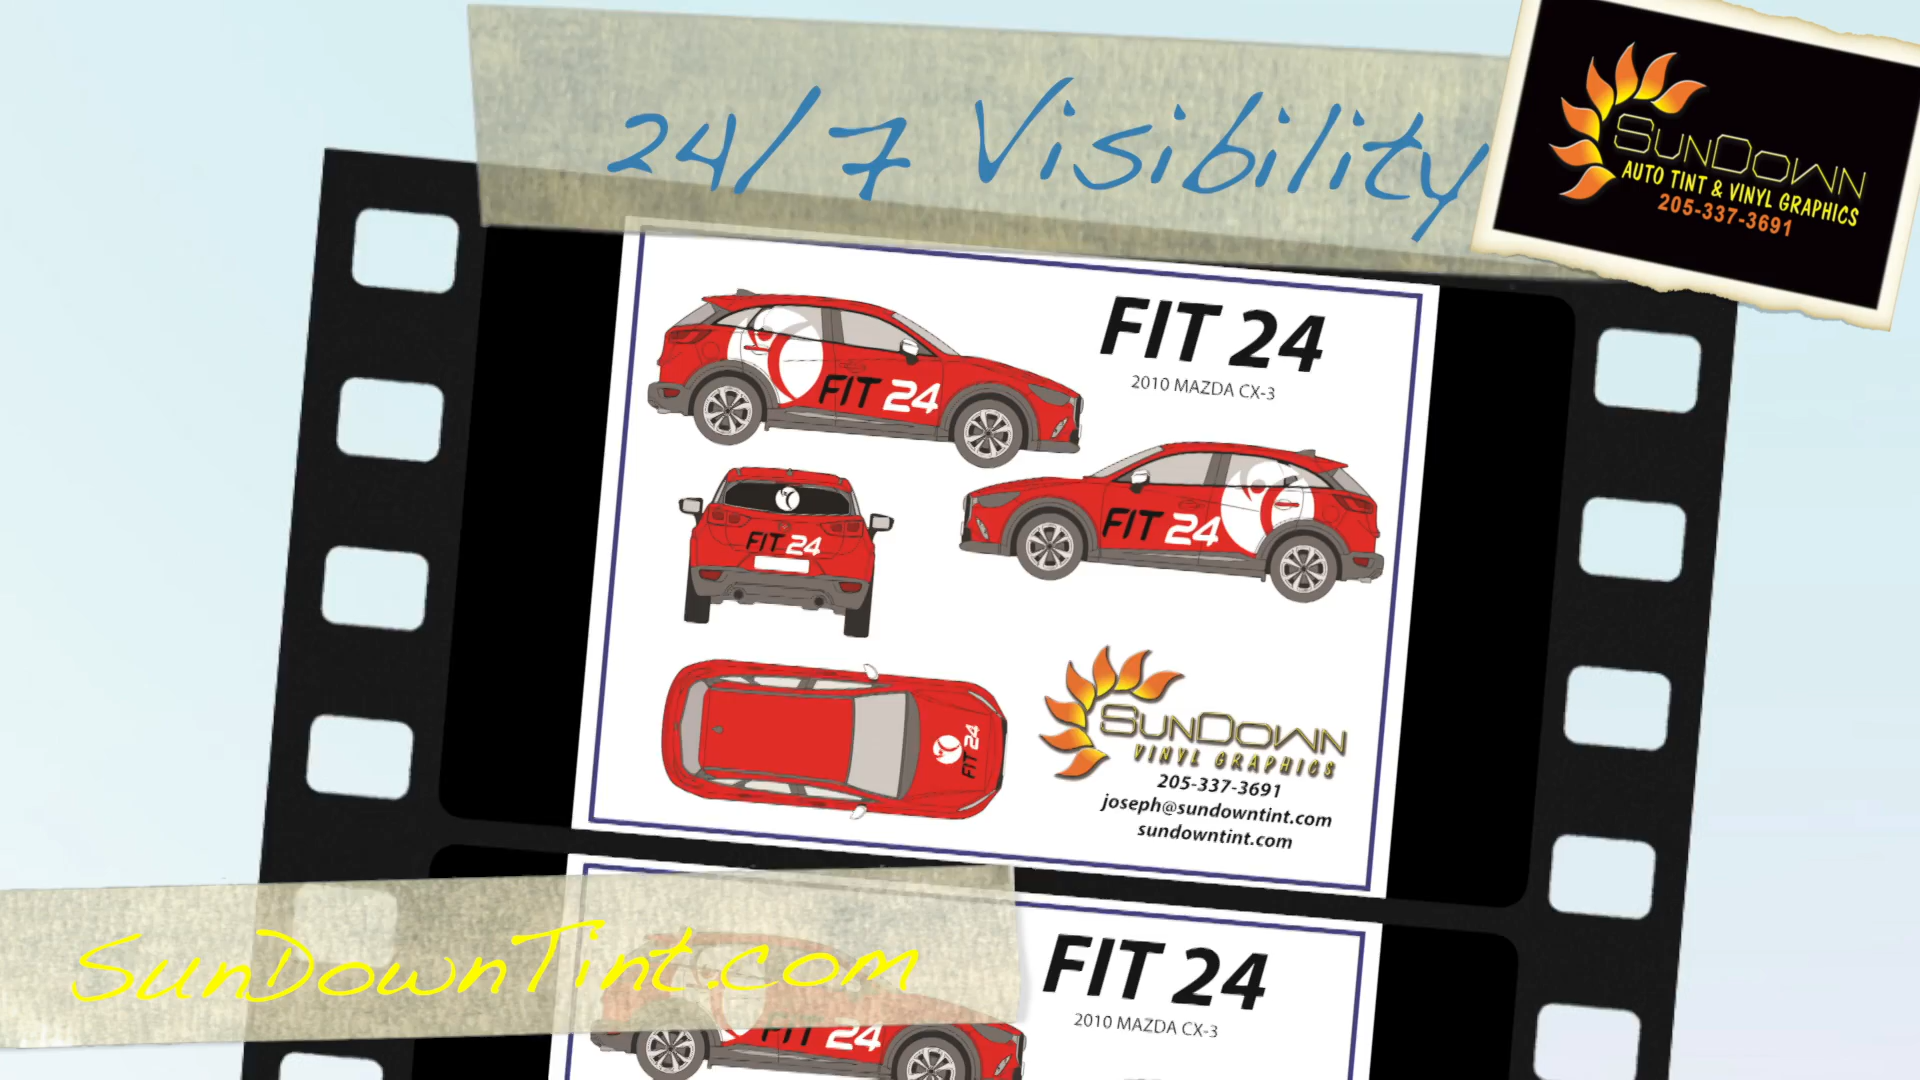 24/7 Visibility
SUNDOWN
AUTO TINT & VINYL GRAPHICS
205-337-3691
FIT 24
2010 MAZDA CX-3
FIT 24
FIT 24
FIT 24
FIT 24
SUNDOWN
VINYL GRAPHICS
205-337-3691
joseph@sundowntint.com
sundowntint.com
SunDownTint.com
FIT 24
2010 MAZDA CX-3
FIT 24